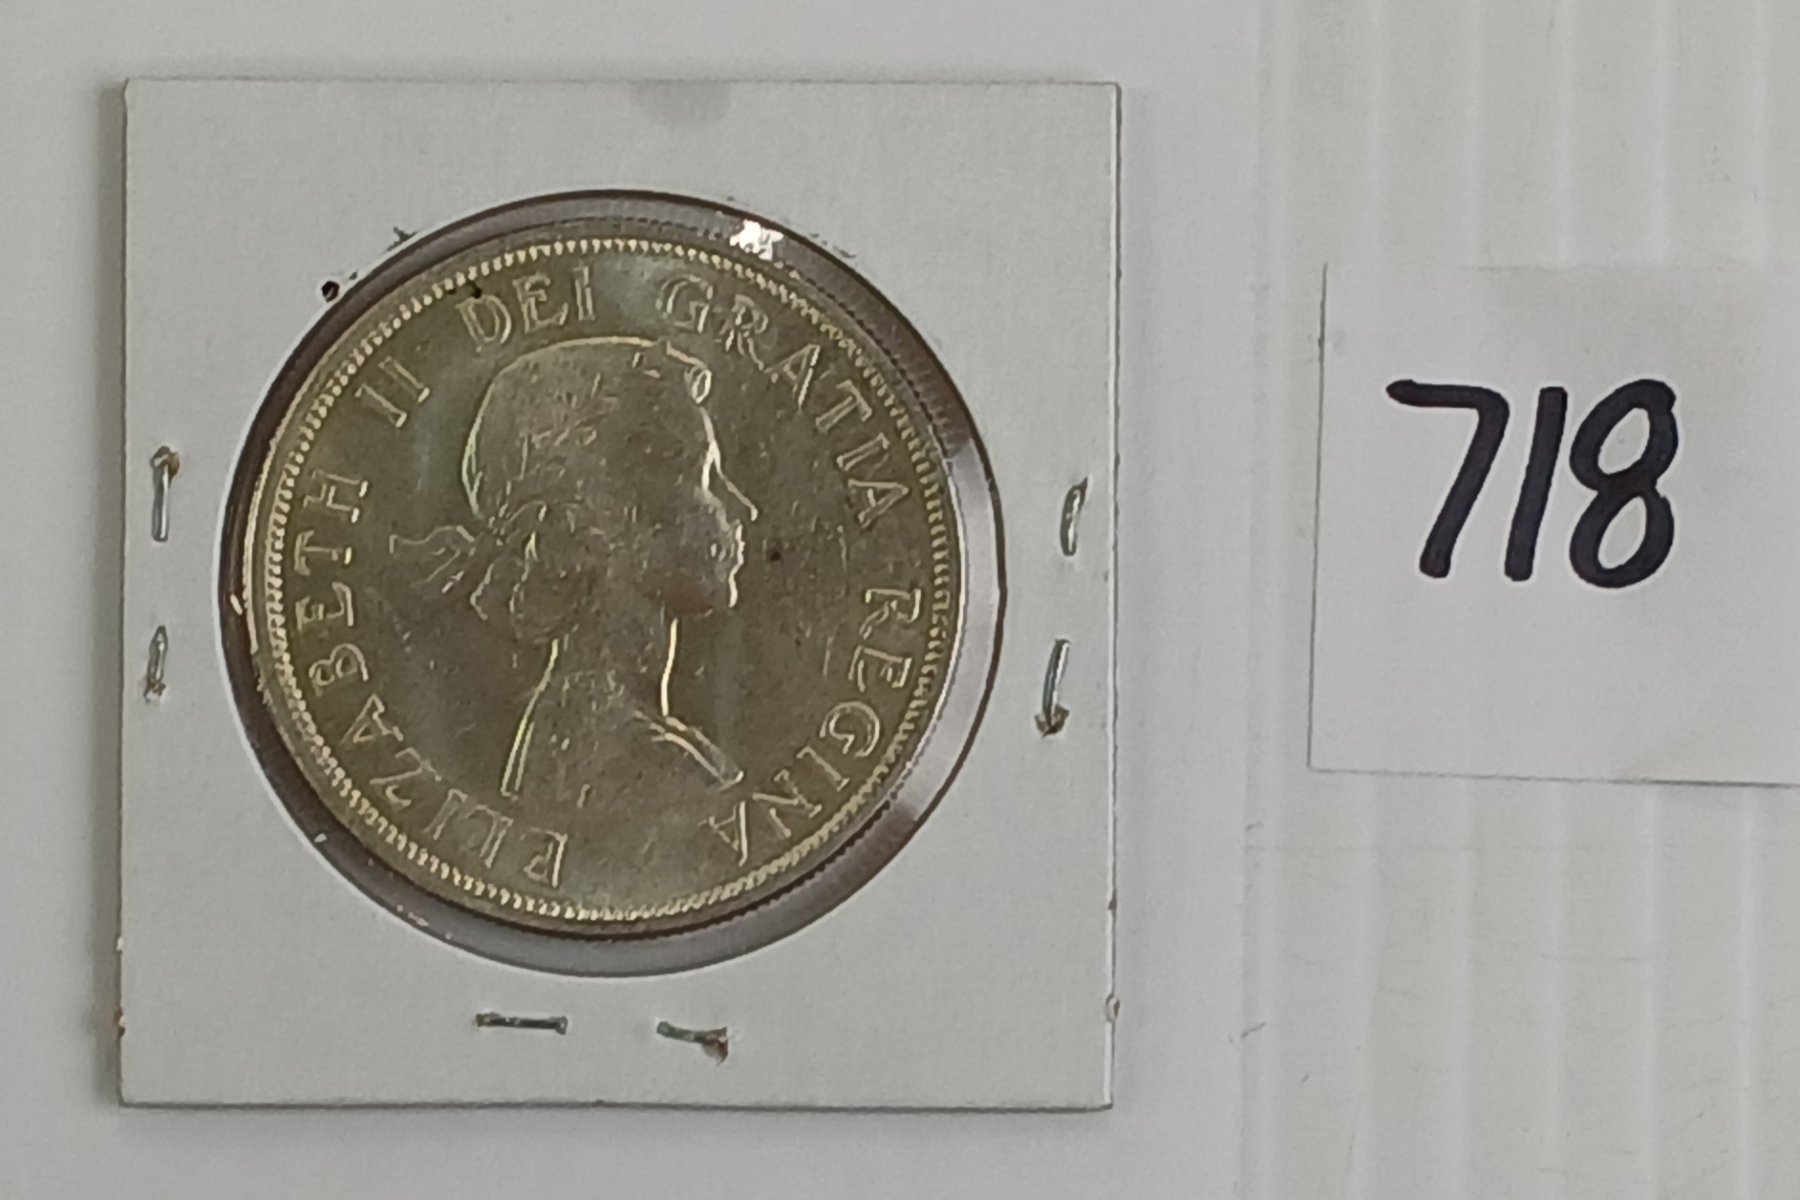 ELIZABETH II DEI GRATIA REGINA
718